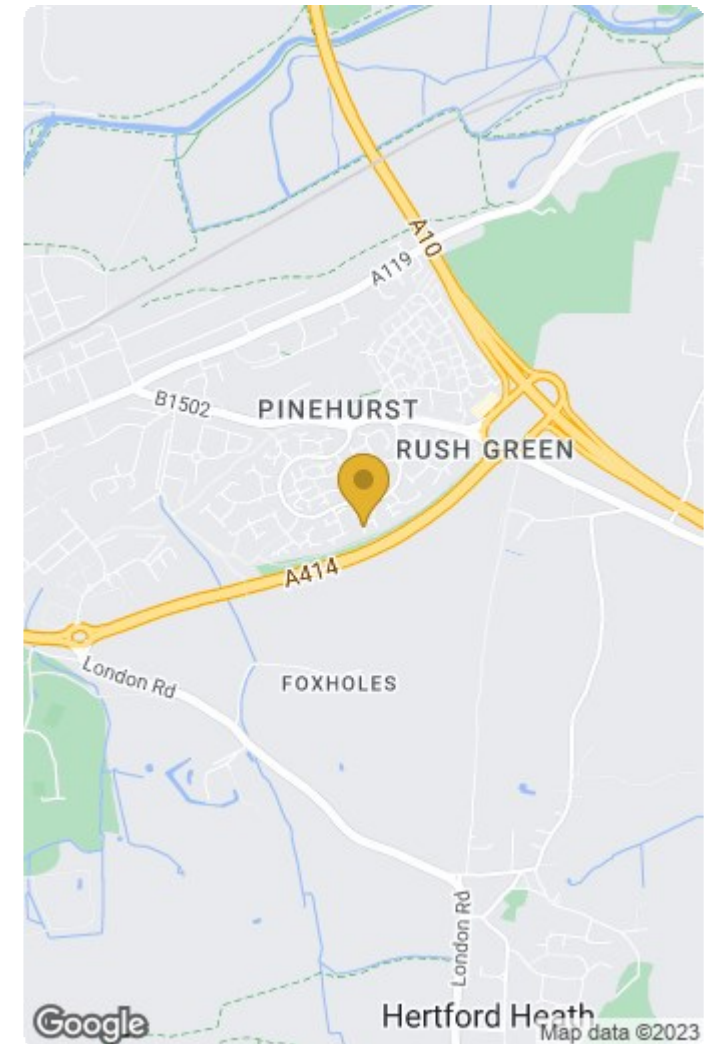 A10
A119
B1502
PINEHURST
RUSH GREEN
A414
London Rd
FOXHOLES
London Rd
Hertford Heath
Google
Map data ©2023